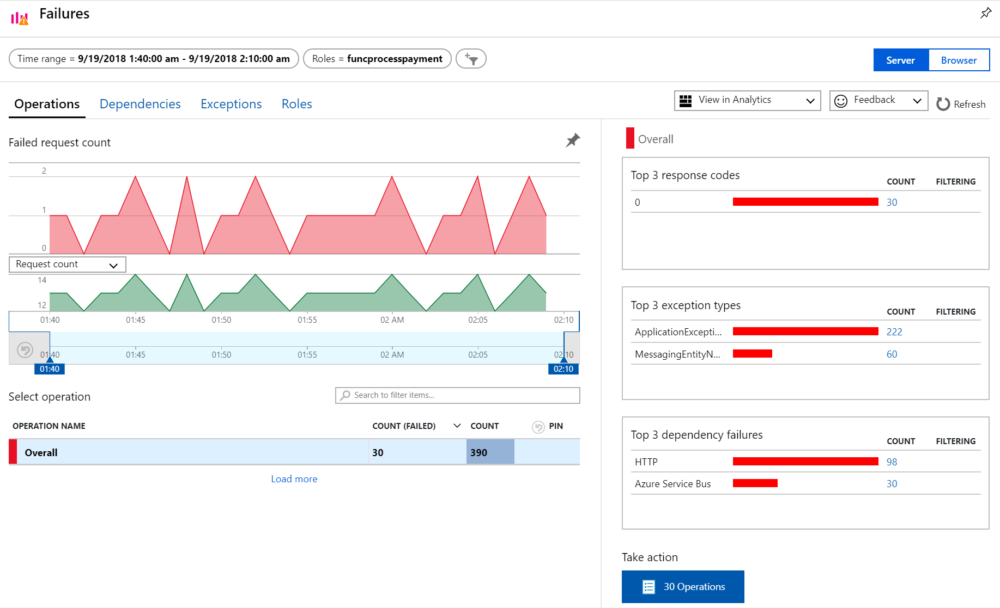 Failures
Time range = 9/19/2018 1:40:00 am - 9/19/2018 2:10:00 am
Roles = funcprocesspayment
Server
Browser
Operations
Dependencies
Exceptions
Roles
View in Analytics
Feedback
Refresh
Failed request count
2
1
0
Request count
14
12
01:40 01:45 01:50 01:55 02 AM 02:05 02:10
01:40 01:45 01:50 01:55 02 AM 02:05 02:10
01:40
02:10
Select operation
Search to filter items...
OPERATION NAME COUNT (FAILED) COUNT PIN
Overall 30 390
Load more
Overall
Top 3 response codes COUNT FILTERING
0 30
Top 3 exception types COUNT FILTERING
ApplicationExcepti... 222
MessagingEntityN... 60
Top 3 dependency failures COUNT FILTERING
HTTP 98
Azure Service Bus 30
Take action
30 Operations